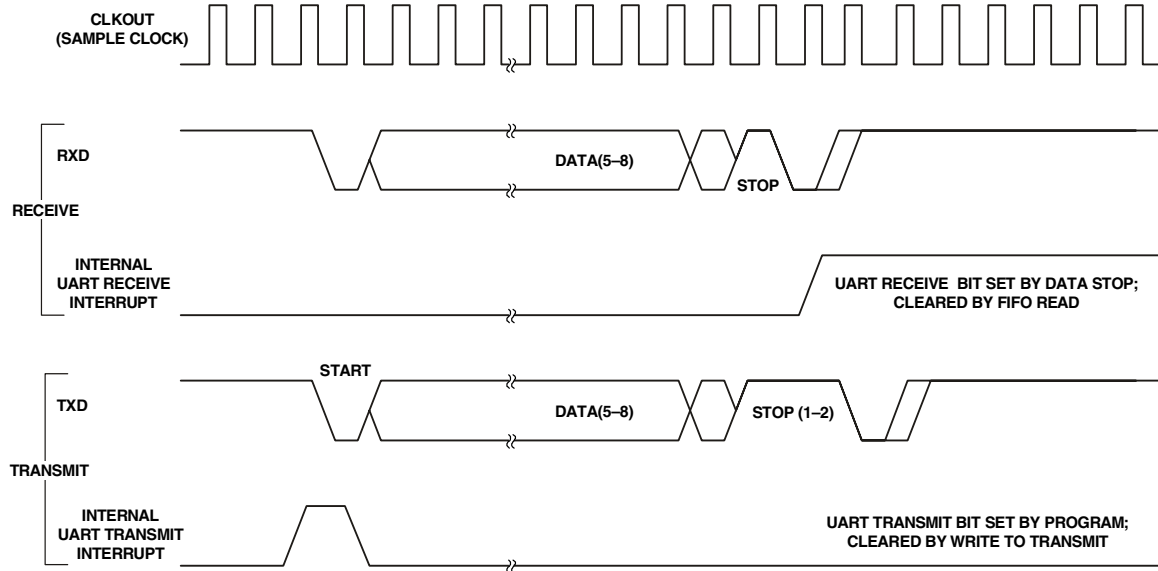 CLKOUT
(SAMPLE CLOCK)
RXD
DATA(5–8)
STOP
RECEIVE
INTERNAL
UART RECEIVE
INTERRUPT
UART RECEIVE BIT SET BY DATA STOP;
CLEARED BY FIFO READ
START
TXD
DATA(5–8)
STOP (1–2)
TRANSMIT
INTERNAL
UART TRANSMIT
INTERRUPT
UART TRANSMIT BIT SET BY PROGRAM;
CLEARED BY WRITE TO TRANSMIT